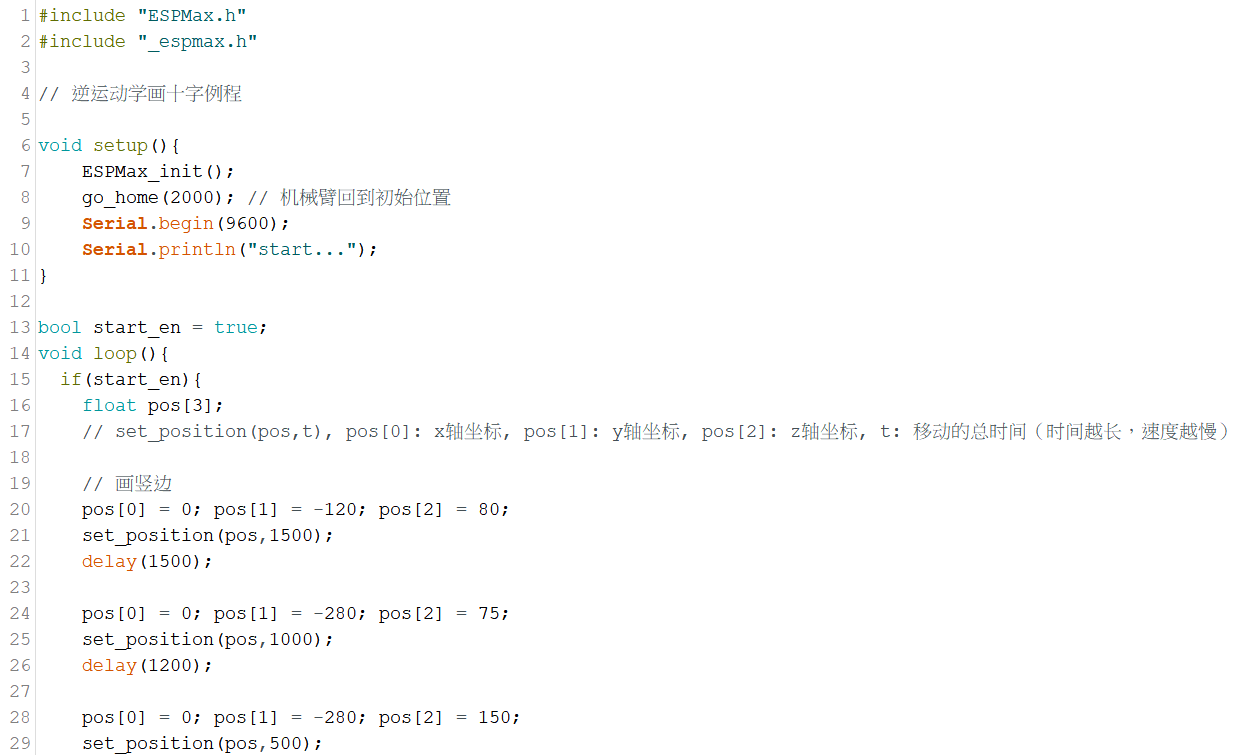 1 #include "ESPMax.h"
2 #include "_espmax.h"
3
4 // 逆运动学画十字例程
5
6 void setup(){
7     ESPMax_init();
8     go_home(2000); // 机械臂回到初始位置
9     Serial.begin(9600);
10     Serial.println("start...");
11 }
12
13 bool start_en = true;
14 void loop(){
15   if(start_en){
16     float pos[3];
17     // set_position(pos,t), pos[0]: x轴坐标, pos[1]: y轴坐标, pos[2]: z轴坐标, t: 移动的总时间（时间越长，速度越慢）
18
19     // 画竖边
20     pos[0] = 0; pos[1] = -120; pos[2] = 80;
21     set_position(pos,1500);
22     delay(1500);
23
24     pos[0] = 0; pos[1] = -280; pos[2] = 75;
25     set_position(pos,1000);
26     delay(1200);
27
28     pos[0] = 0; pos[1] = -280; pos[2] = 150;
29     set_position(pos,500);